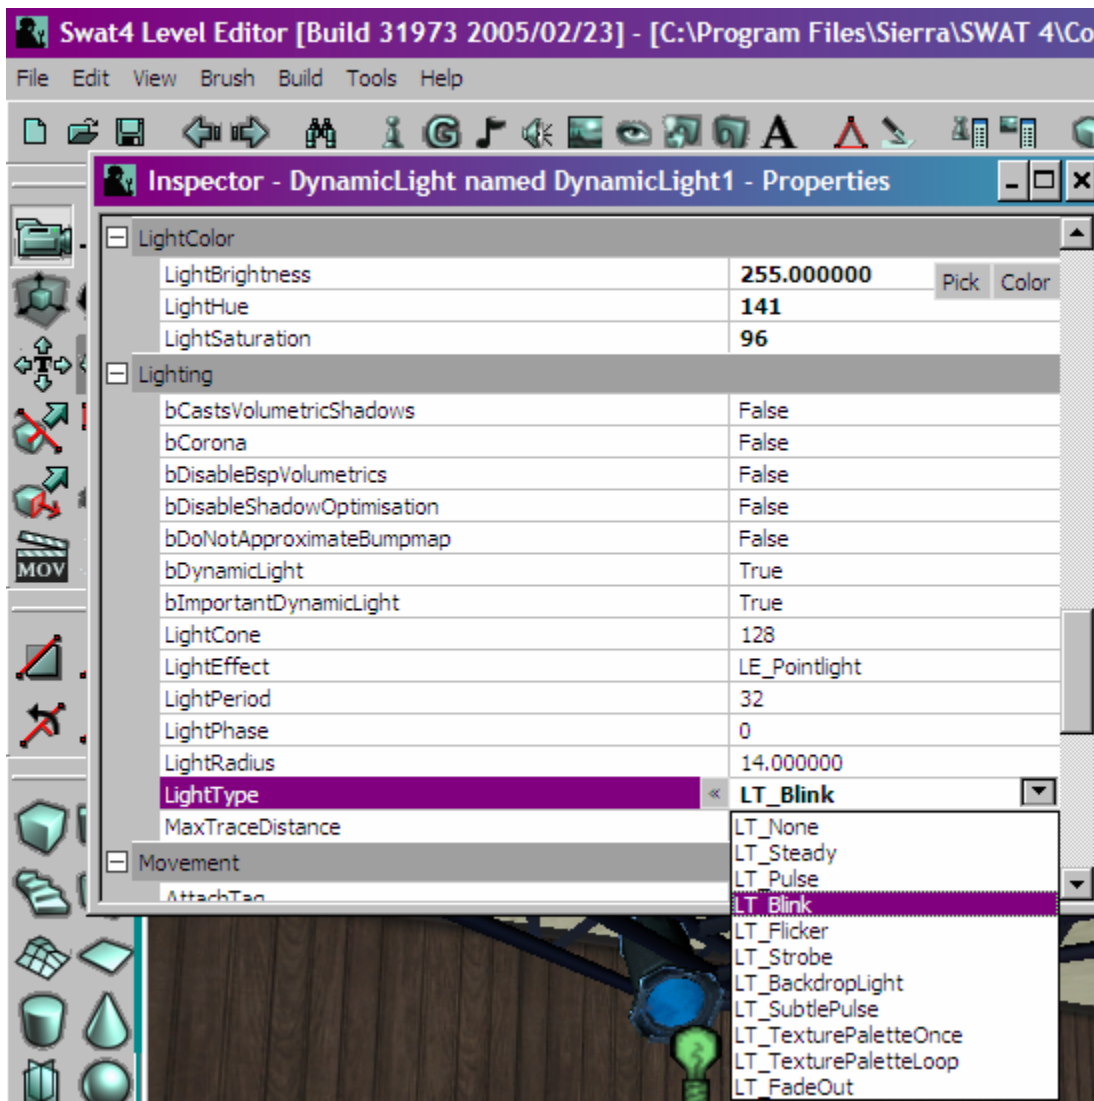 Swat4 Level Editor [Build 31973 2005/02/23] - [C:\Program Files\Sierra\SWAT 4\Co
File Edit View Brush Build Tools Help
Inspector - DynamicLight named DynamicLight1 - Properties
LightColor
LightBrightness 255.000000 Pick Color
LightHue 141
LightSaturation 96
Lighting
bCastsVolumetricShadows False
bCorona False
bDisableBspVolumetrics False
bDisableShadowOptimisation False
bDoNotApproximateBumpmap False
bDynamicLight True
bImportantDynamicLight True
LightCone 128
LightEffect LE_Pointlight
LightPeriod 32
LightPhase 0
LightRadius 14.000000
LightType « LT_Blink
MaxTraceDistance
Movement
AttachTag
LT_None
LT_Steady
LT_Pulse
LT_Blink
LT_Flicker
LT_Strobe
LT_BackdropLight
LT_SubtlePulse
LT_TexturePaletteOnce
LT_TexturePaletteLoop
LT_FadeOut
MOV